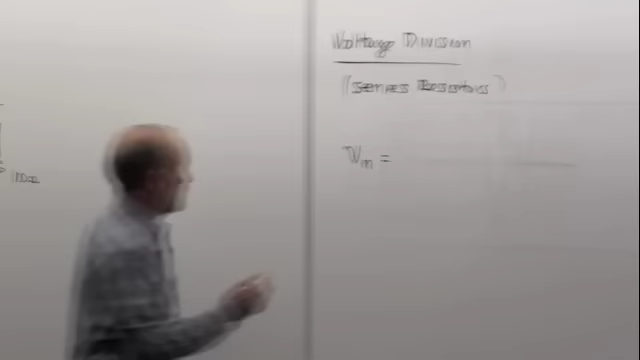 Voltage Division
(Series Resistors)
V_in =